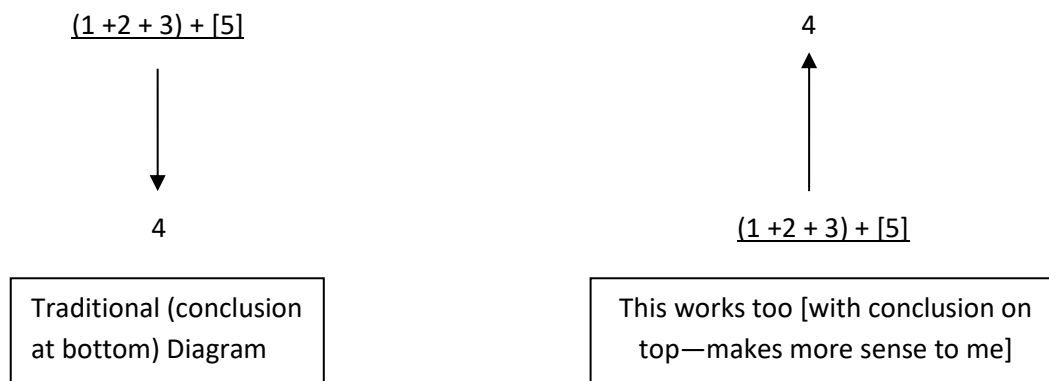 (1 +2 + 3) + [5]
4
Traditional (conclusion
at bottom) Diagram
4
(1 +2 + 3) + [5]
This works too [with conclusion on
top—makes more sense to me]